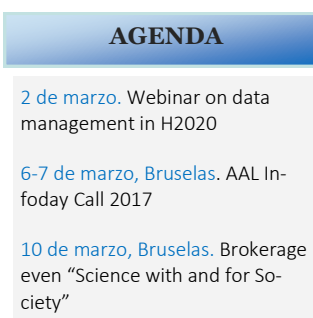 AGENDA
2 de marzo. Webinar on data
management in H2020
6-7 de marzo, Bruselas. AAL In-
foday Call 2017
10 de marzo, Bruselas. Brokerage
even “Science with and for So-
ciety”